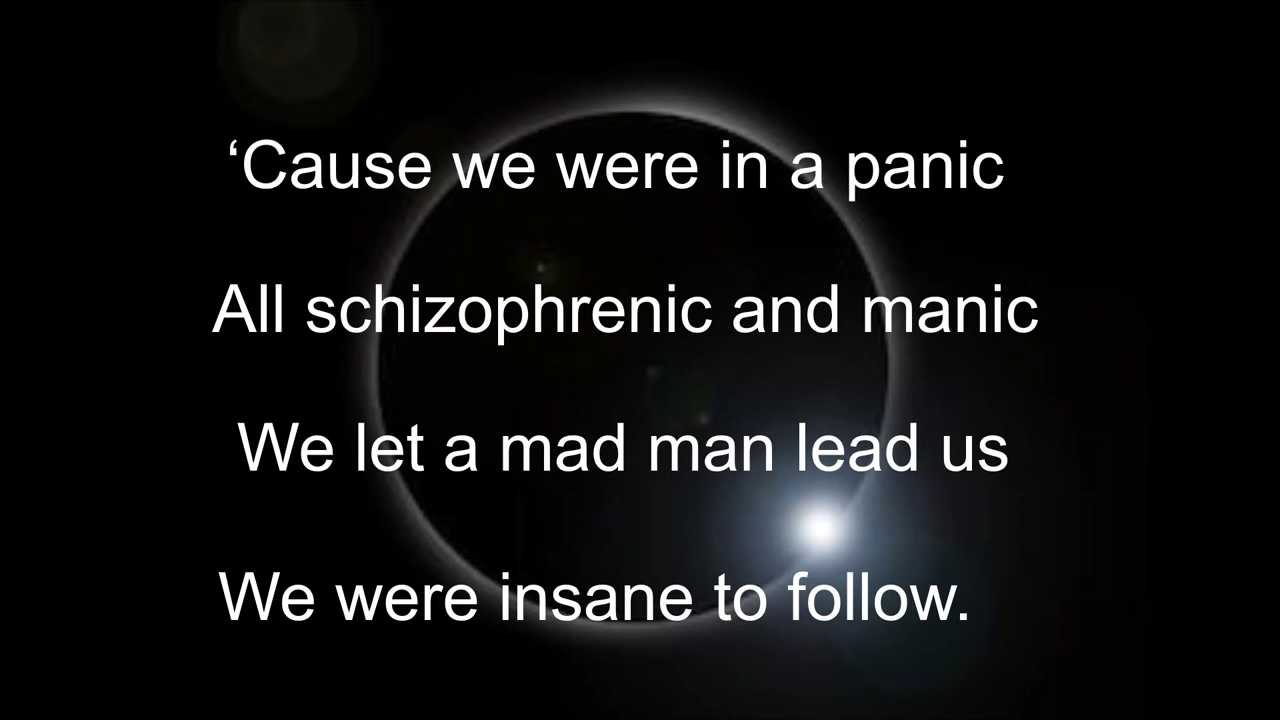 ‘Cause we were in a panic
All schizophrenic and manic
We let a mad man lead us
We were insane to follow.